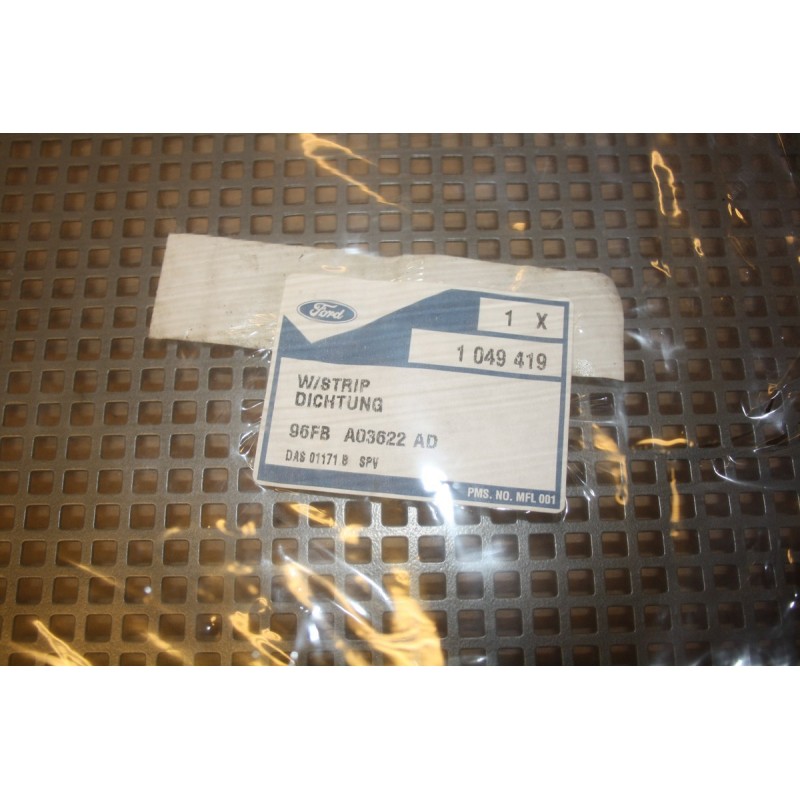 Ford
1 X
1 049 419
W/STRIP
DICHTUNG
96FB A03622 AD
DAS 01171 B SPV
PMS. NO. MFL 001